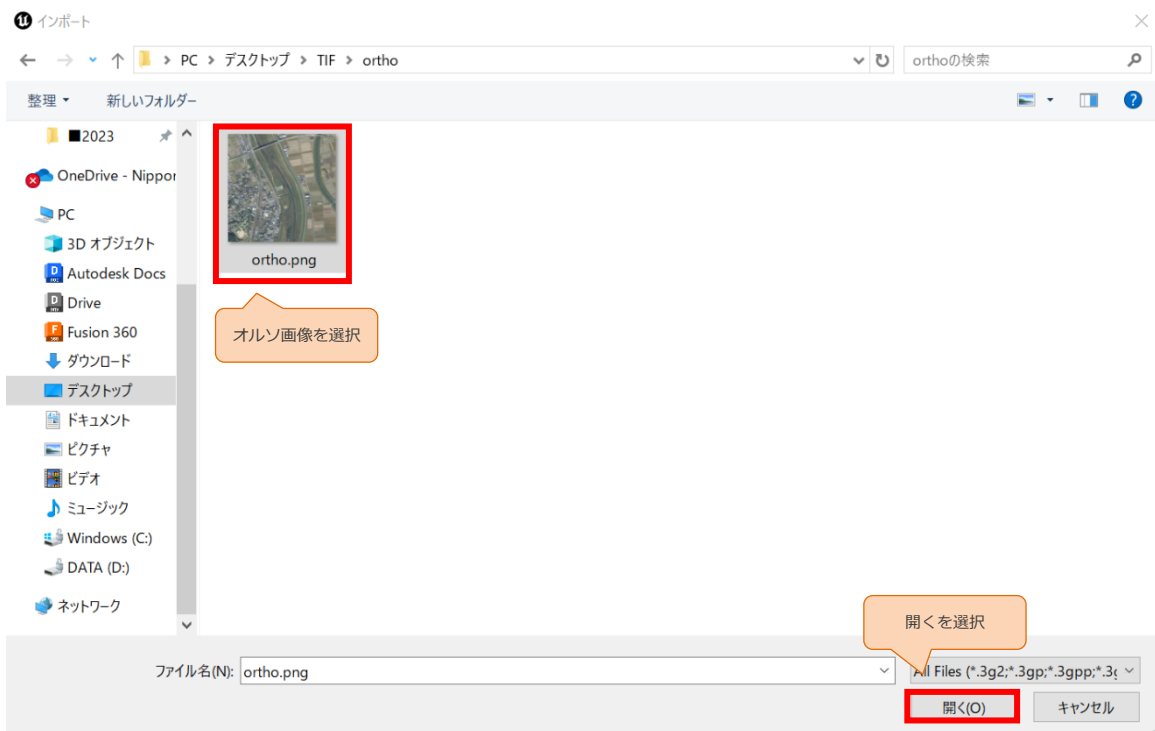 インポート
PC > デスクトップ > TIF > ortho
orthoの検索
整理
新しいフォルダー
■2023
OneDrive - Nippon
PC
3D オブジェクト
Autodesk Docs
Drive
Fusion 360
ダウンロード
デスクトップ
ドキュメント
ピクチャ
ビデオ
ミュージック
Windows (C:)
DATA (D:)
ネットワーク
ortho.png
オルソ画像を選択
開くを選択
ファイル名(N): ortho.png
All Files (*.3g2;*.3gp;*.3gpp;*.3g
開く(O)
キャンセル